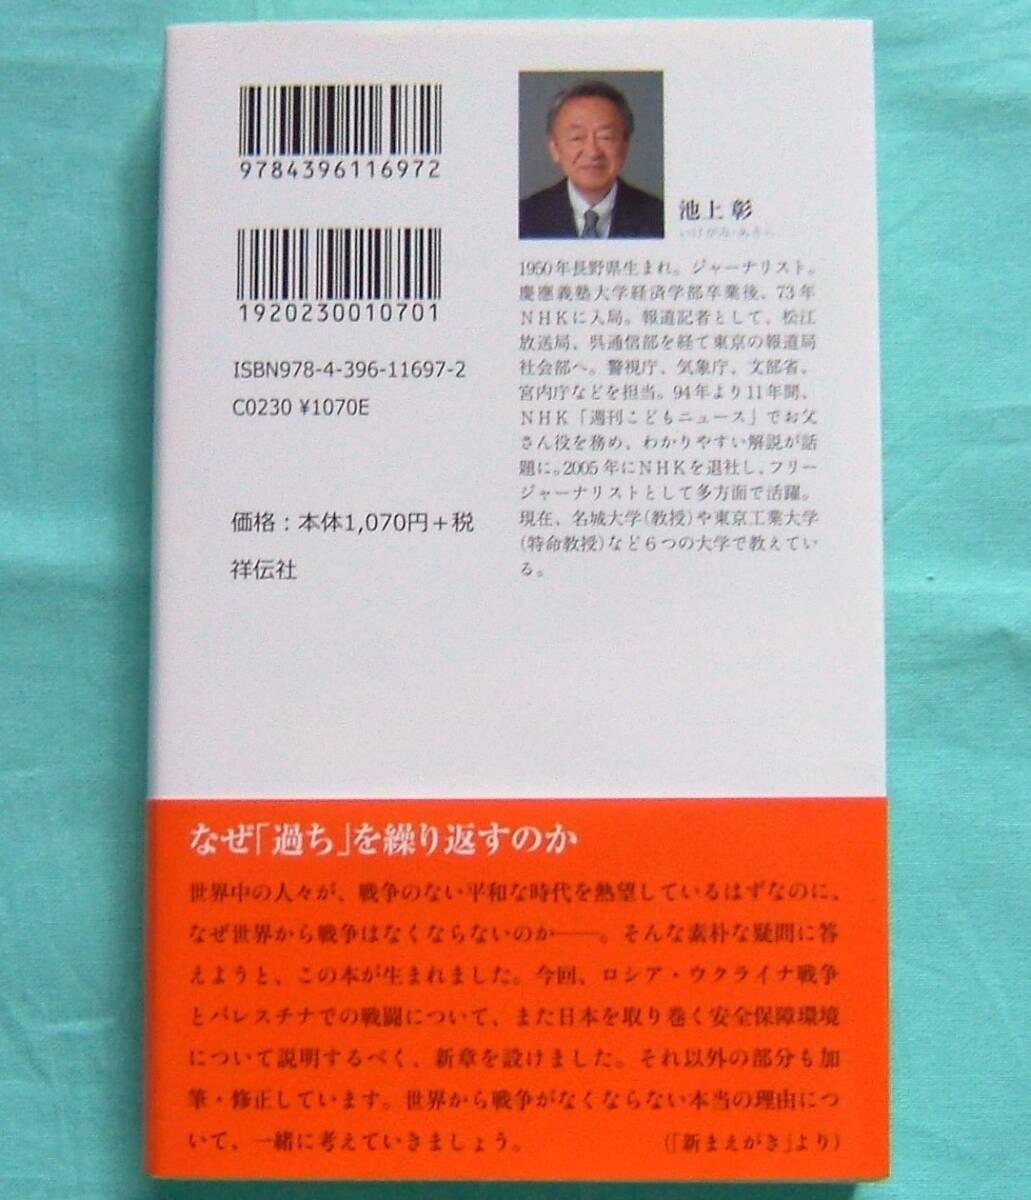 9784396116972
1920230010701
ISBN978-4-396-11697-2
C0230 ¥1070E
価格：本体1,070円＋税
祥伝社
池上 彰
いけがみ・あきら
1950年長野県生まれ。ジャーナリスト。
慶應義塾大学経済学部卒業後、73年
NHKに入局。報道記者として、松江
放送局、呉通信部を経て東京の報道局
社会部へ。警視庁、気象庁、文部省、
宮内庁などを担当。94年より11年間、
NHK「週刊こどもニュース」でお父
さん役を務め、わかりやすい解説が話
題に。2005年にNHKを退社し、フリー
ジャーナリストとして多方面で活躍。
現在、名城大学（教授）や東京工業大学
（特命教授）など６つの大学で教えてい
る。
なぜ「過ち」を繰り返すのか
世界中の人々が、戦争のない平和な時代を熱望しているはずなのに、
なぜ世界から戦争はなくならないのか――。そんな素朴な疑問に答
えようと、この本が生まれました。今回、ロシア・ウクライナ戦争
とパレスチナでの戦闘について、また日本を取り巻く安全保障環境
について説明するべく、新章を設けました。それ以外の部分も加
筆・修正しています。世界から戦争がなくならない本当の理由につ
いて、一緒に考えていきましょう。
（「新まえがき」より）